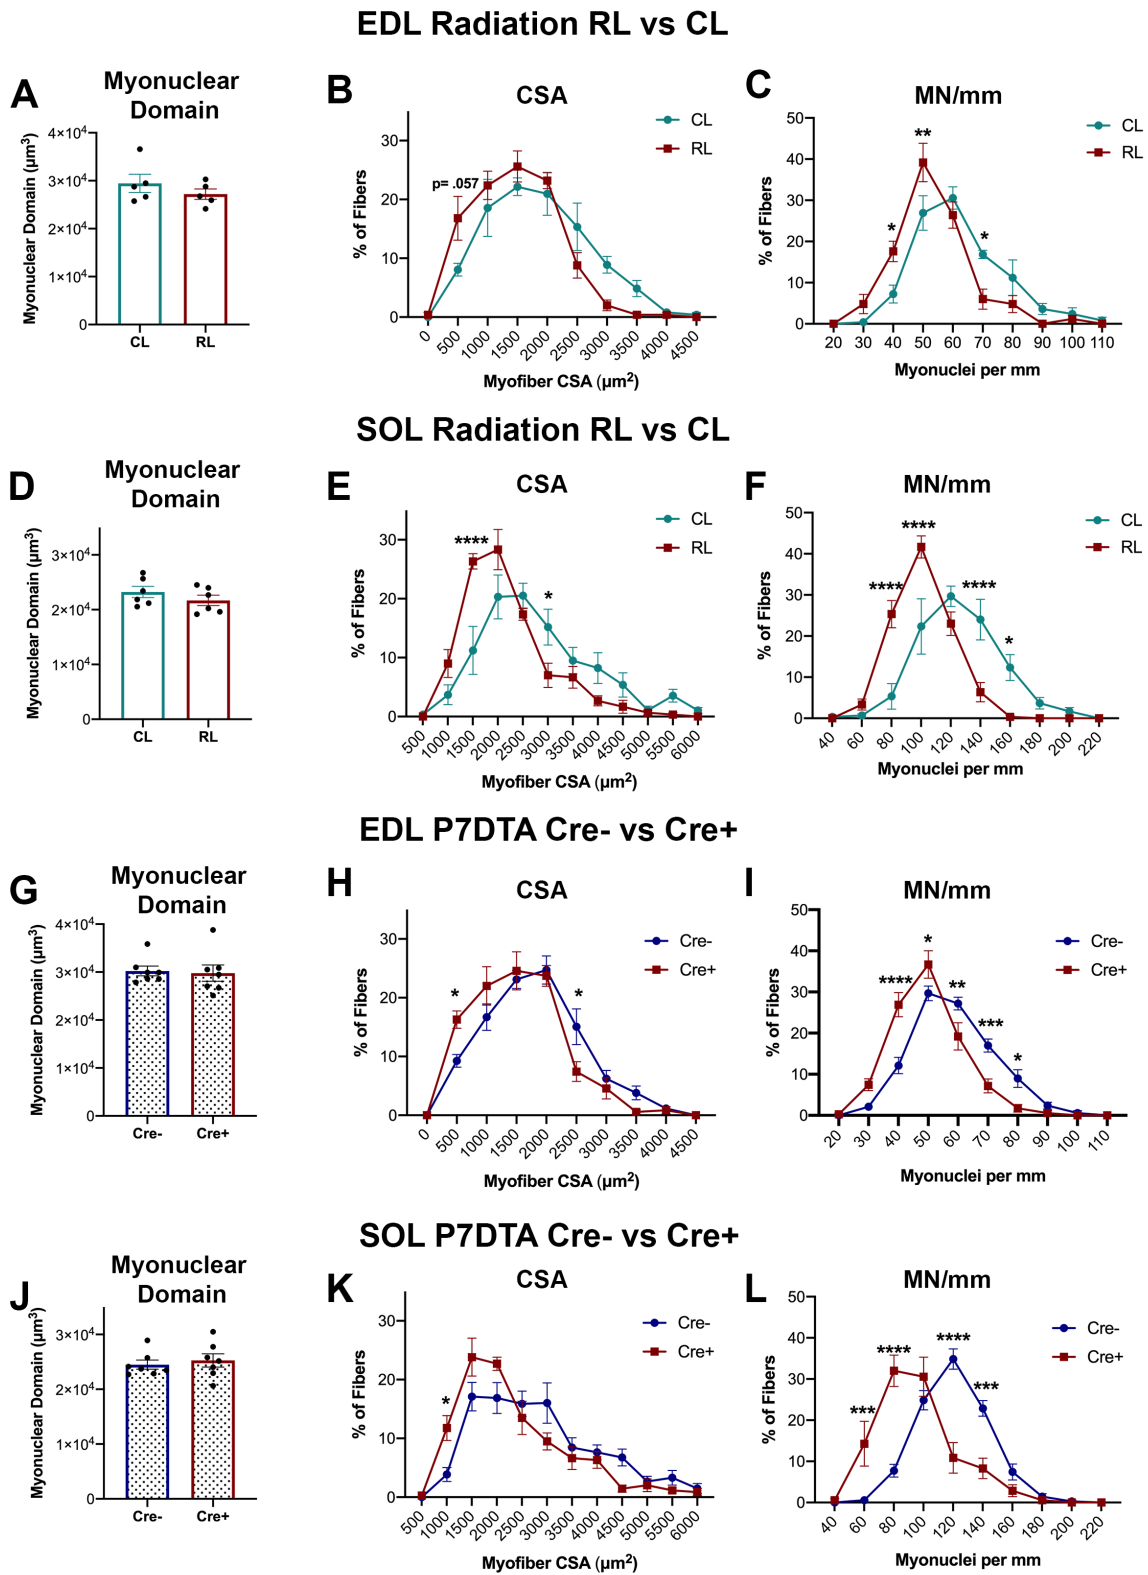 EDL Radiation RL vs CL
A
Myonuclear
Domain
Myonuclear Domain (µm³)
4×10⁴
3×10⁴
2×10⁴
1×10⁴
0
CL RL
B
CSA
% of Fibers
30
20
10
0
p= .057
CL
RL
0 500 1000 1500 2000 2500 3000 3500 4000 4500
Myofiber CSA (µm²)
C
MN/mm
% of Fibers
50
40
30
20
10
0
**
*
*
CL
RL
20 30 40 50 60 70 80 90 100 110
Myonuclei per mm
SOL Radiation RL vs CL
D
Myonuclear
Domain
Myonuclear Domain (µm³)
3×10⁴
2×10⁴
1×10⁴
0
CL RL
E
CSA
% of Fibers
30
20
10
0
****
*
CL
RL
500 1000 1500 2000 2500 3000 3500 4000 4500 5000 5500 6000
Myofiber CSA (µm²)
F
MN/mm
% of Fibers
50
40
30
20
10
0
****
**** ****
*
CL
RL
40 60 80 100 120 140 160 180 200 220
Myonuclei per mm
EDL P7DTA Cre- vs Cre+
G
Myonuclear
Domain
Myonuclear Domain (µm³)
4×10⁴
3×10⁴
2×10⁴
1×10⁴
0
Cre- Cre+
H
CSA
% of Fibers
30
20
10
0
* *
Cre-
Cre+
0 500 1000 1500 2000 2500 3000 3500 4000 4500
Myofiber CSA (µm²)
I
MN/mm
% of Fibers
50
40
30
20
10
0
*
**** **
***
*
Cre-
Cre+
20 30 40 50 60 70 80 90 100 110
Myonuclei per mm
SOL P7DTA Cre- vs Cre+
J
Myonuclear
Domain
Myonuclear Domain (µm³)
3×10⁴
2×10⁴
1×10⁴
0
Cre- Cre+
K
CSA
% of Fibers
30
20
10
0
*
Cre-
Cre+
500 1000 1500 2000 2500 3000 3500 4000 4500 5000 5500 6000
Myofiber CSA (µm²)
L
MN/mm
% of Fibers
50
40
30
20
10
0
****
****
***
***
Cre-
Cre+
40 60 80 100 120 140 160 180 200 220
Myonuclei per mm